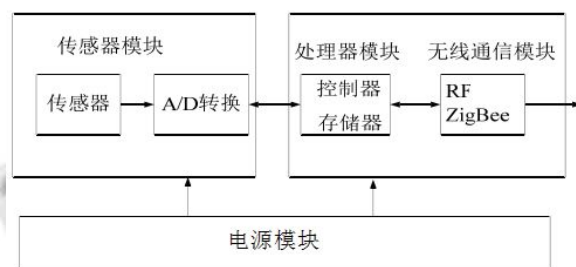 传感器模块
处理器模块
无线通信模块
传感器
A/D转换
控制器
存储器
RF
ZigBee
电源模块